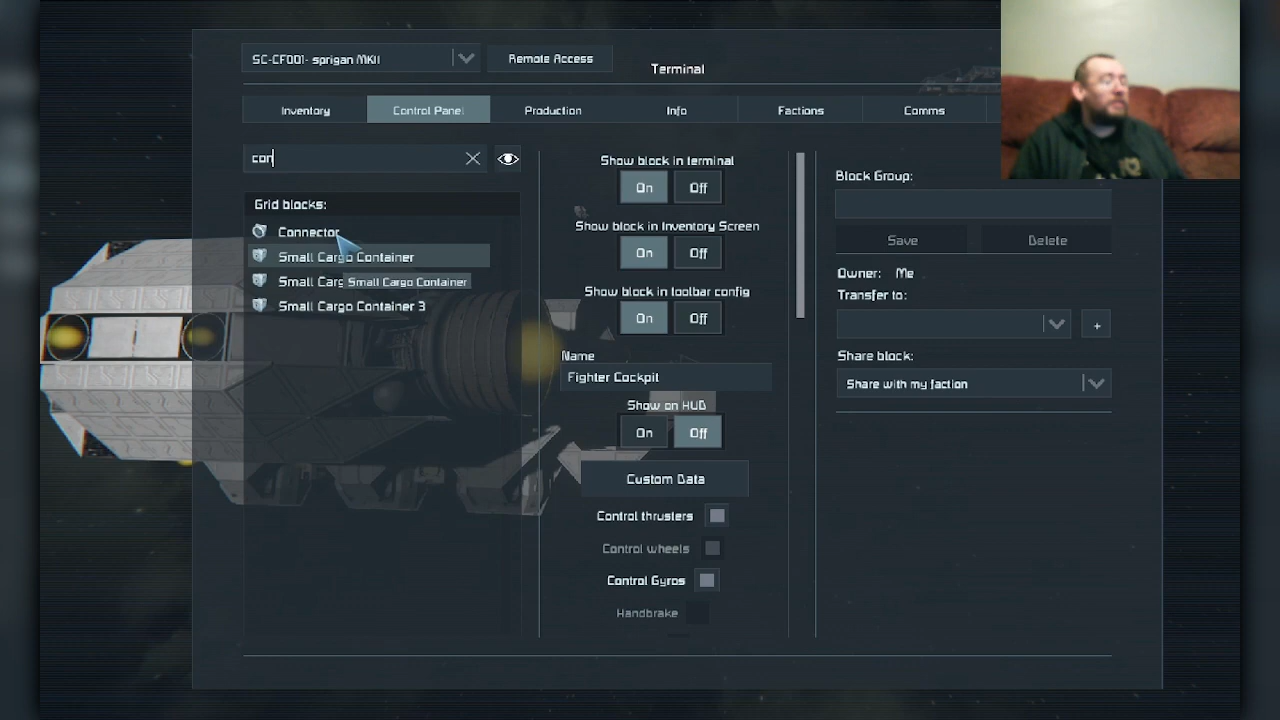 SC-CF001- sprigan MKII
Remote Access
Terminal
Inventory
Control Panel
Production
Info
Factions
Comms
con
Grid blocks:
Connector
Small Cargo Container
Small Carg
Small Cargo Container
Small Cargo Container 3
Show block in terminal
On Off
Show block in Inventory Screen
On Off
Show block in toolbar config
On Off
Name
Fighter Cockpit
Show on HUD
On Off
Custom Data
Control thrusters
Control wheels
Control Gyros
Handbrake
Block Group:
Save Delete
Owner: Me
Transfer to:
+
Share block:
Share with my faction